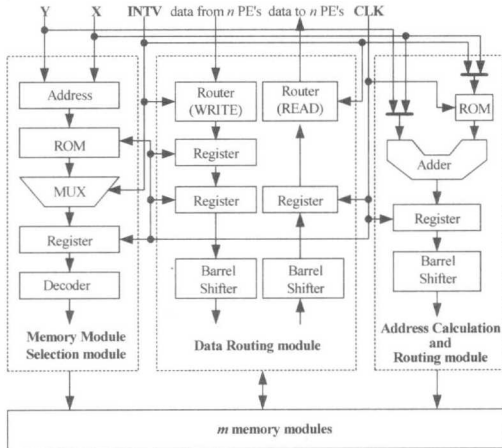 Y X INTV data from n PE's data to n PE's CLK
Address
ROM
MUX
Register
Decoder
Memory Module
Selection module
Router
(WRITE)
Register
Register
Barrel
Shifter
Router
(READ)
Register
Barrel
Shifter
Data Routing module
ROM
Adder
Register
Barrel
Shifter
Address Calculation
and
Routing module
m memory modules